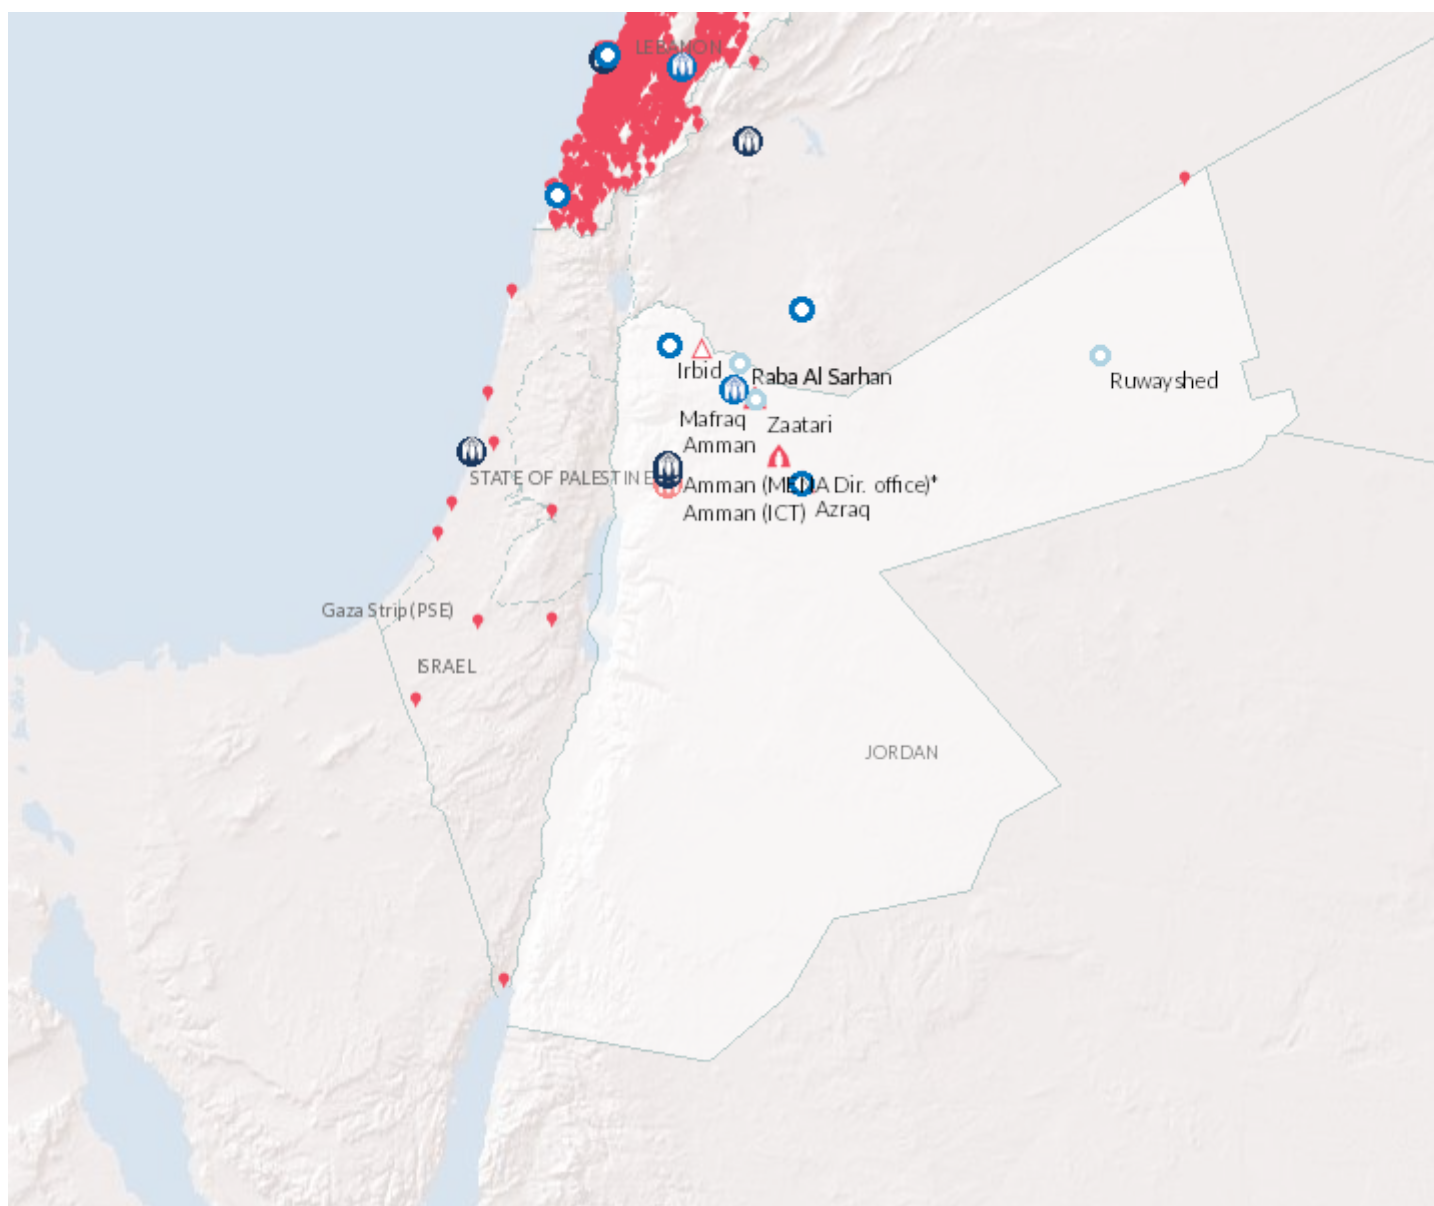 LEBANON
Irbid
Raba Al Sarhan
Ruwayshed
Mafraq
Zaatari
Amman
STATE OF PALESTINE
Amman (MENA Dir. office)*
Amman (ICT)
Azraq
Gaza Strip (PSE)
ISRAEL
JORDAN